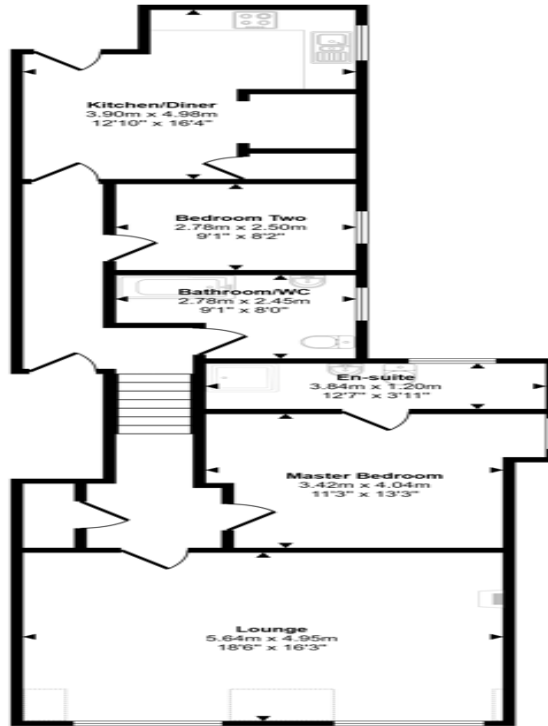 Kitchen/Diner
3.90m x 4.98m
12'10" x 16'4"
Bedroom Two
2.78m x 2.50m
9'1" x 8'2"
Bathroom/WC
2.78m x 2.45m
9'1" x 8'0"
En-suite
3.84m x 1.20m
12'7" x 3'11"
Master Bedroom
3.42m x 4.04m
11'3" x 13'3"
Lounge
5.64m x 4.95m
18'6" x 16'3"